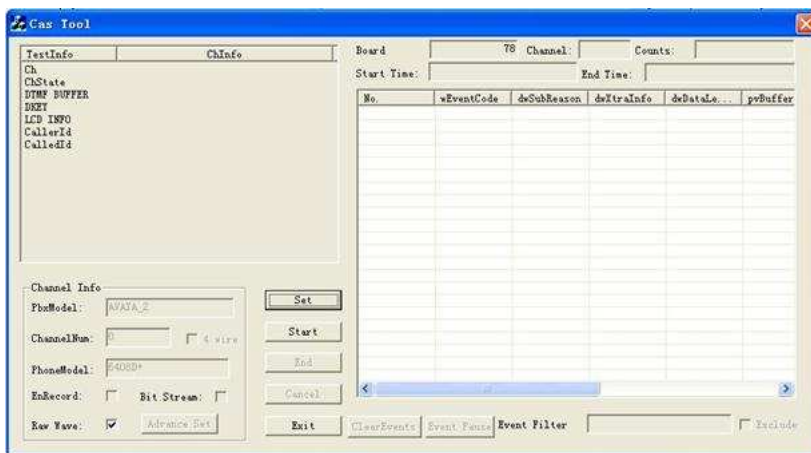 Cas Tool
TestInfo ChInfo
Ch
ChState
DTMF BUFFER
DKEY
LCD INFO
CallerId
CalledId
Board 78 Channel: Counts:
Start Time: End Time:
No. wEventCode dwSubReason dwXtraInfo dwDataLe... pvBuffer
Channel Info
PbxModel: AVAYA_2
ChannelNum: 0 4 wire
PhoneModel: 6408D+
EnRecord: Bit Stream:
Raw Wave: Advance Set
Set
Start
End
Cancel
Exit
ClearEvents Event Pause Event Filter Exclude